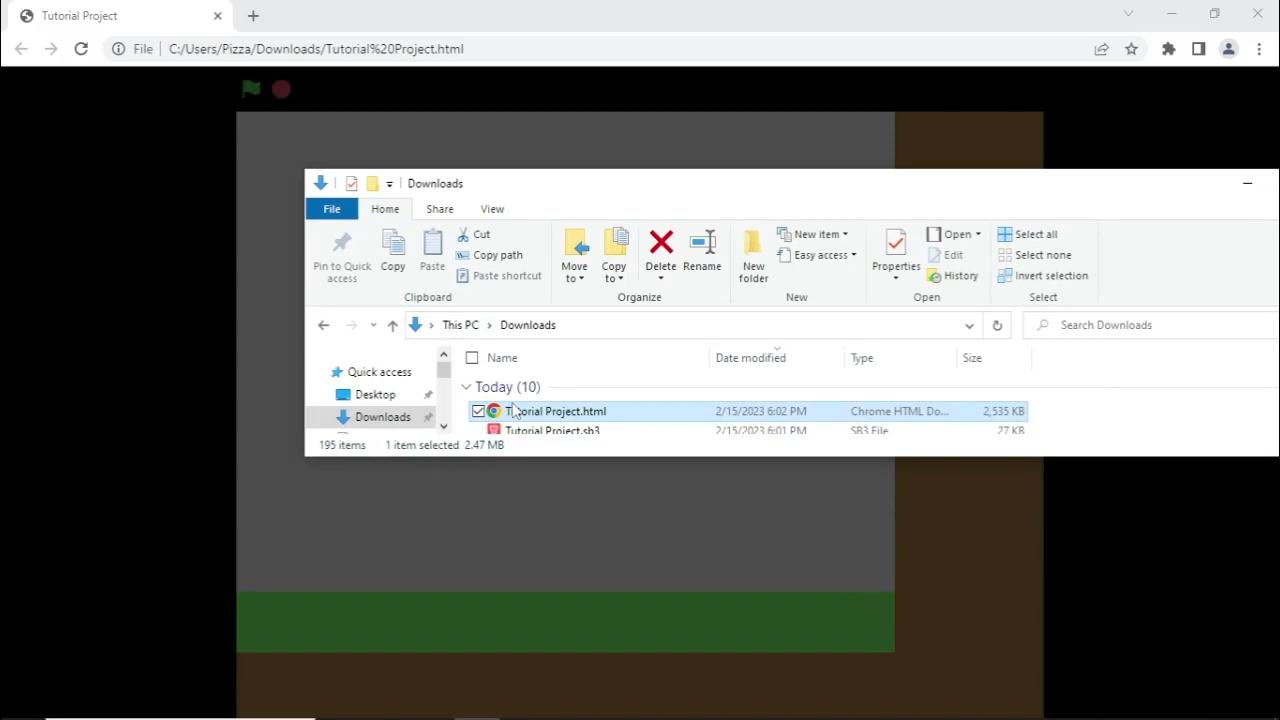 Tutorial Project
File C:/Users/Pizza/Downloads/Tutorial%20Project.html
Downloads
File Home Share View
Pin to Quick access
Copy
Paste
Cut
Copy path
Paste shortcut
Clipboard
Move to
Copy to
Delete
Rename
Organize
New folder
New item
Easy access
New
Properties
Open
Edit
History
Open
Select all
Select none
Invert selection
Select
This PC > Downloads
Search Downloads
Quick access
Desktop
Downloads
Name Date modified Type Size
Today (10)
Tutorial Project.html 2/15/2023 6:02 PM Chrome HTML Do... 2,535 KB
Tutorial Project.sb3 2/15/2023 6:01 PM SB3 File 27 KB
195 items 1 item selected 2.47 MB